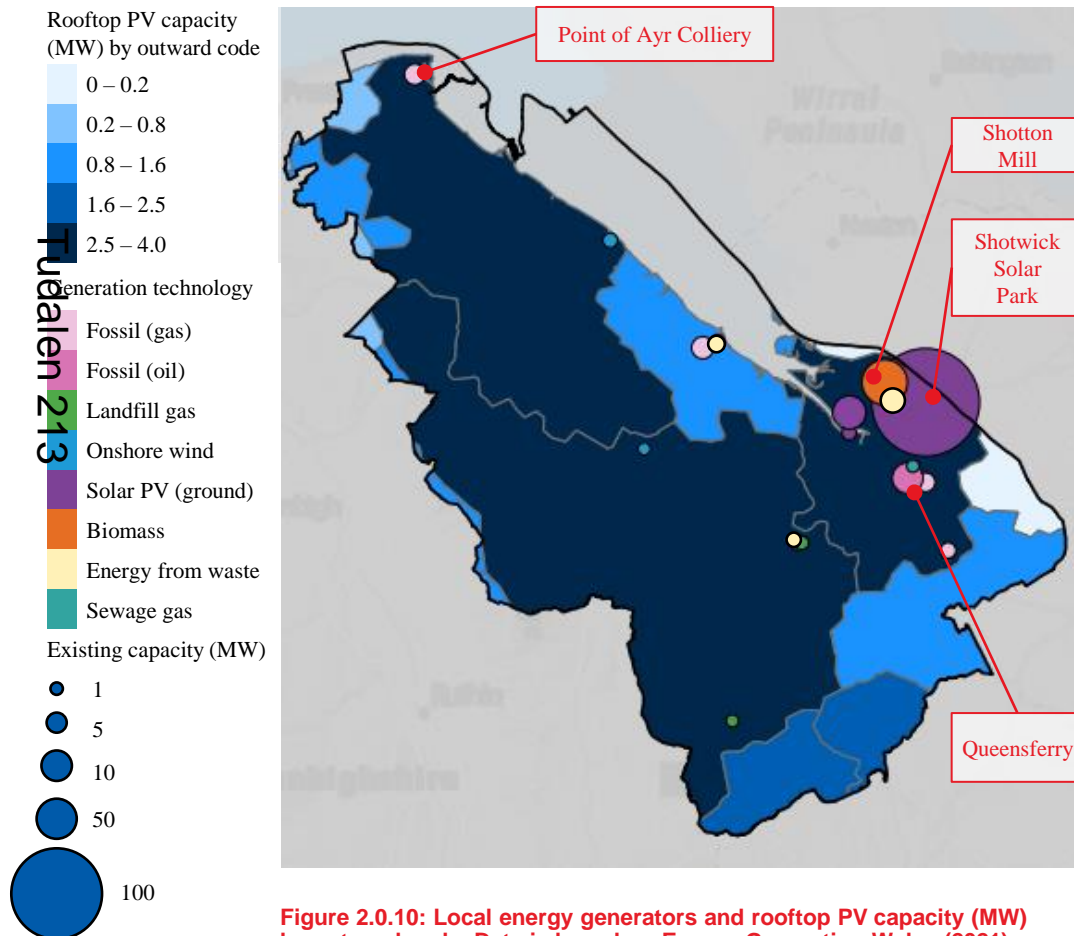 Rooftop PV capacity
(MW) by outward code
0 – 0.2
0.2 – 0.8
0.8 – 1.6
1.6 – 2.5
2.5 – 4.0
Generation technology
Fossil (gas)
Fossil (oil)
Landfill gas
Onshore wind
Solar PV (ground)
Biomass
Energy from waste
Sewage gas
Existing capacity (MW)
1
5
10
50
100
Tudalen 213
Point of Ayr Colliery
Wirral
Peninsula
Shotton
Mill
Shotwick
Solar
Park
Queensferry
Ruthin
Figure 2.0.10: Local energy generators and rooftop PV capacity (MW)